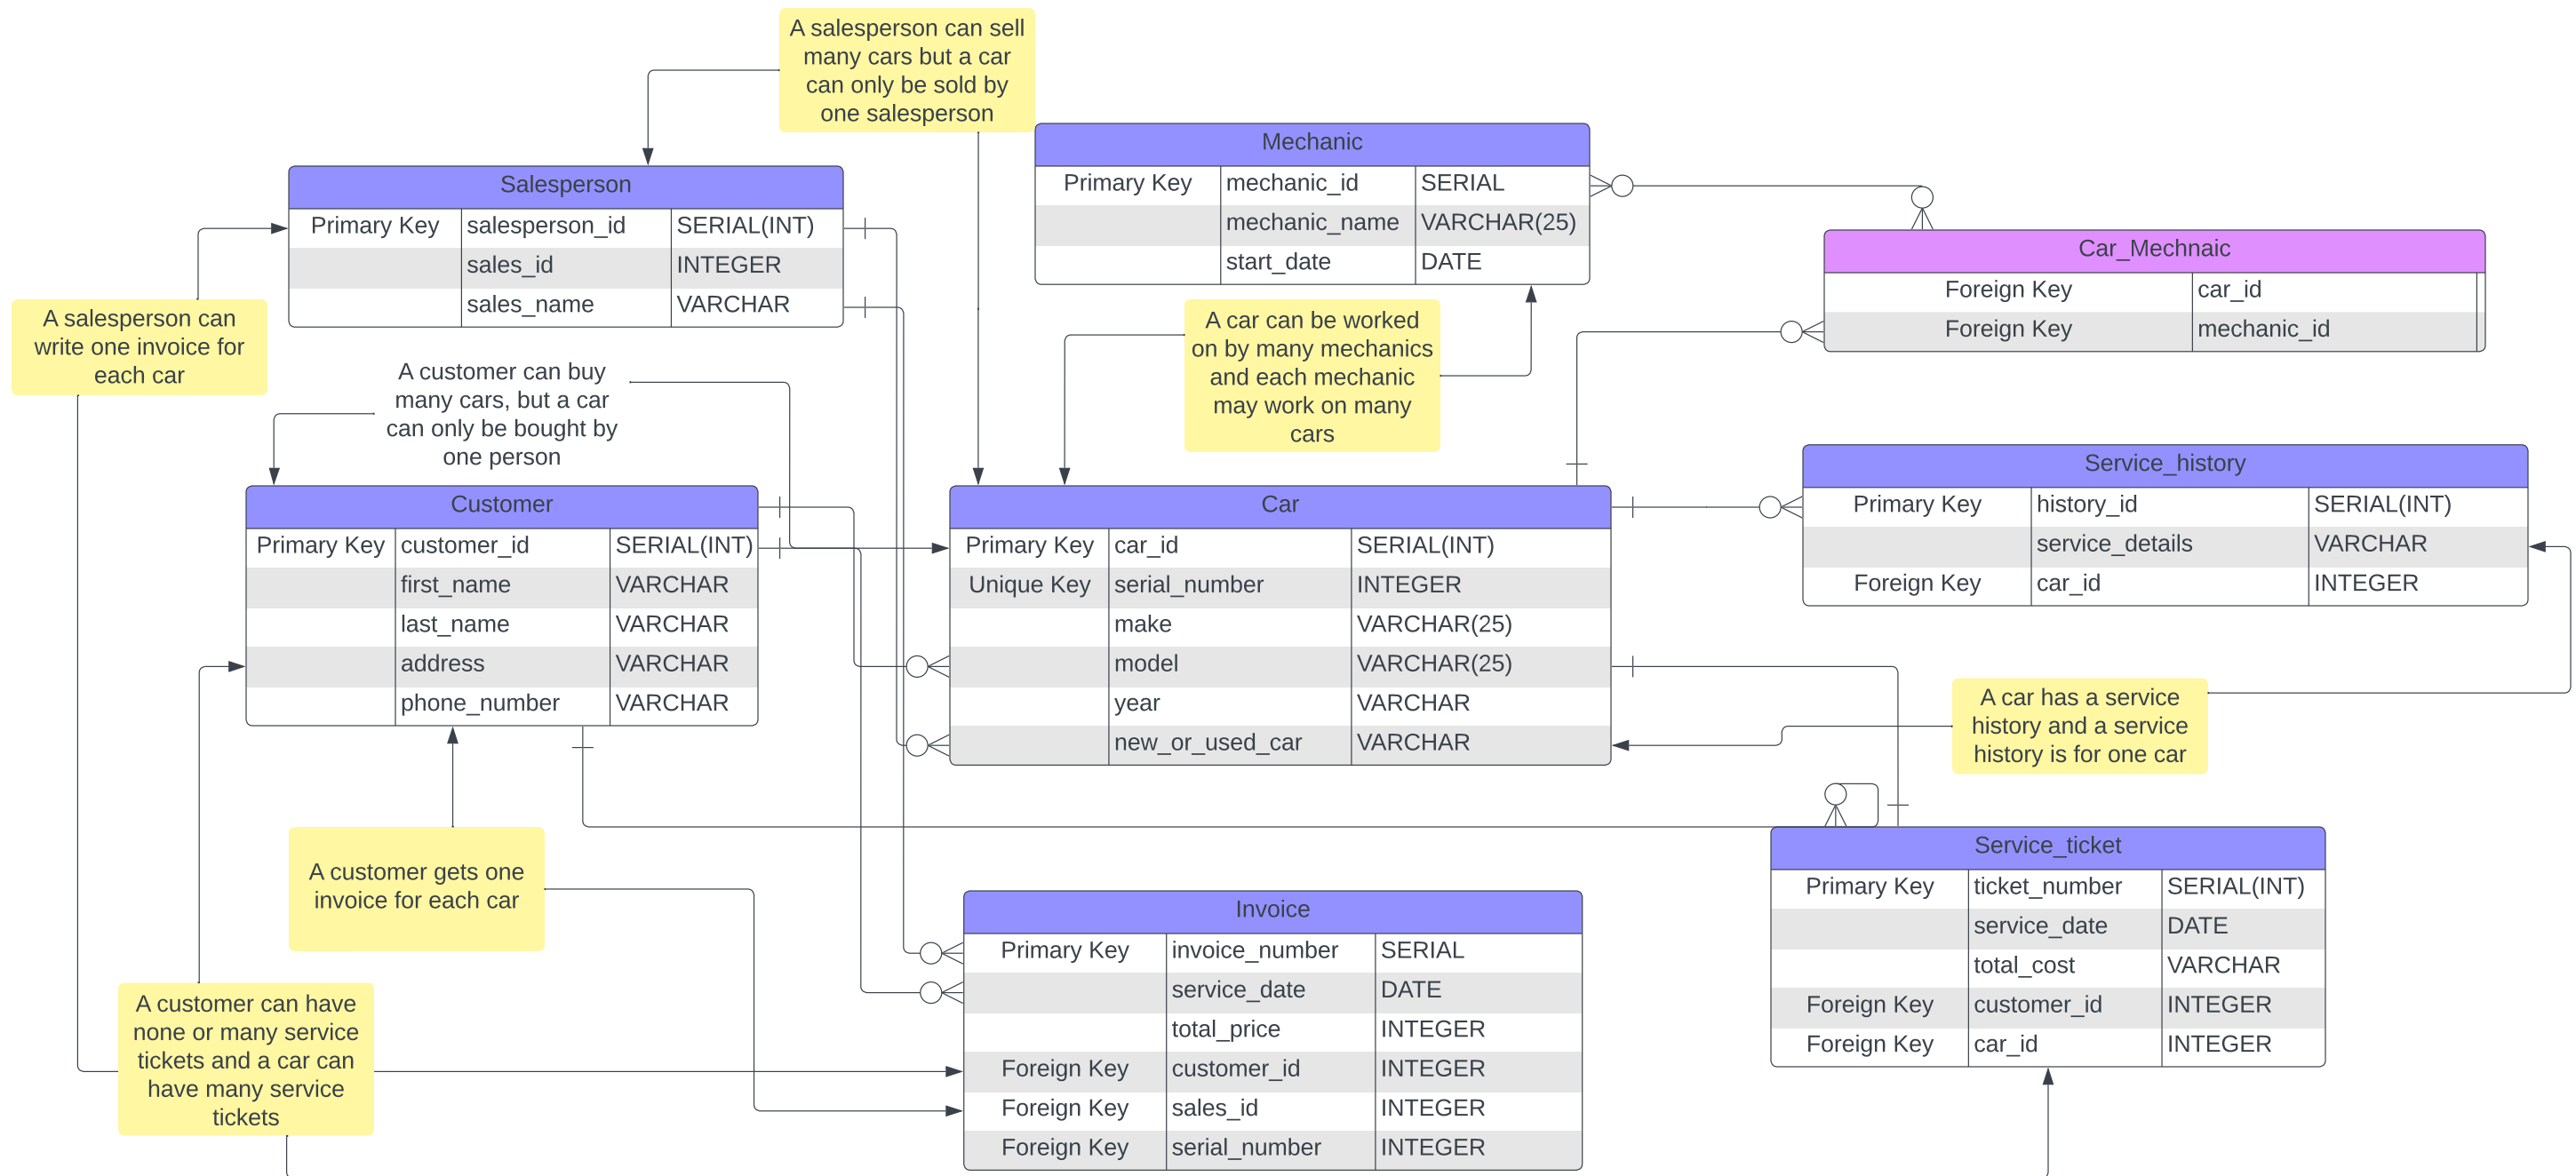 A salesperson can sell
many cars but a car
can only be sold by
one salesperson
Mechanic
Primary Key mechanic_id SERIAL
mechanic_name VARCHAR(25)
start_date DATE
Salesperson
Primary Key salesperson_id SERIAL(INT)
sales_id INTEGER
sales_name VARCHAR
Car_Mechnaic
Foreign Key car_id
Foreign Key mechanic_id
A salesperson can
write one invoice for
each car
A car can be worked
on by many mechanics
and each mechanic
may work on many
cars
A customer can buy
many cars, but a car
can only be bought by
one person
Customer
Primary Key customer_id SERIAL(INT)
first_name VARCHAR
last_name VARCHAR
address VARCHAR
phone_number VARCHAR
Car
Primary Key car_id SERIAL(INT)
Unique Key serial_number INTEGER
make VARCHAR(25)
model VARCHAR(25)
year VARCHAR
new_or_used_car VARCHAR
Service_history
Primary Key history_id SERIAL(INT)
service_details VARCHAR
Foreign Key car_id INTEGER
A car has a service
history and a service
history is for one car
A customer gets one
invoice for each car
Invoice
Primary Key invoice_number SERIAL
service_date DATE
total_price INTEGER
Foreign Key customer_id INTEGER
Foreign Key sales_id INTEGER
Foreign Key serial_number INTEGER
Service_ticket
Primary Key ticket_number SERIAL(INT)
service_date DATE
total_cost VARCHAR
Foreign Key customer_id INTEGER
Foreign Key car_id INTEGER
A customer can have
none or many service
tickets and a car can
have many service
tickets